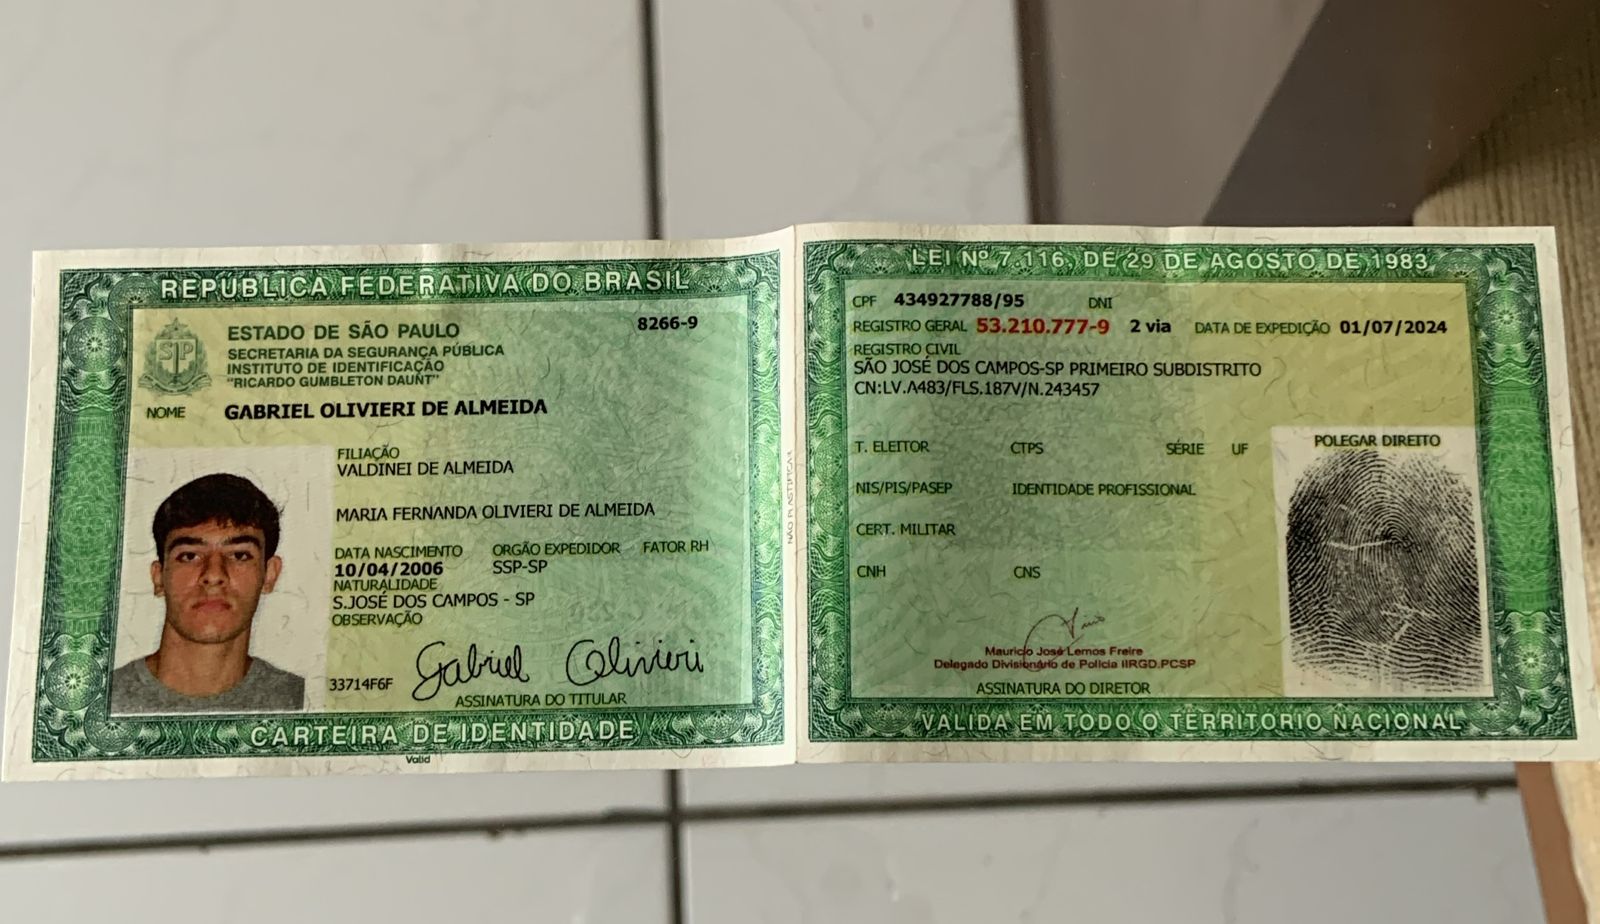 REPÚBLICA FEDERATIVA DO BRASIL
8266-9
SP
ESTADO DE SÃO PAULO
SECRETARIA DA SEGURANÇA PÚBLICA
INSTITUTO DE IDENTIFICAÇÃO
"RICARDO GUMBLETON DAUNT"
NOME GABRIEL OLIVIERI DE ALMEIDA
FILIAÇÃO
VALDINEI DE ALMEIDA
MARIA FERNANDA OLIVIERI DE ALMEIDA
DATA NASCIMENTO ORGÃO EXPEDIDOR FATOR RH
10/04/2006 SSP-SP
NATURALIDADE
S.JOSÉ DOS CAMPOS - SP
OBSERVAÇÃO
Gabriel Olivieri
33714F6F
ASSINATURA DO TITULAR
CARTEIRA DE IDENTIDADE
Valid
NÃO PLASTIFICAR
LEI Nº 7.116, DE 29 DE AGOSTO DE 1983
CPF 434927788/95 DNI
REGISTRO GERAL 53.210.777-9 2 via DATA DE EXPEDIÇÃO 01/07/2024
REGISTRO CIVIL
SÃO JOSÉ DOS CAMPOS-SP PRIMEIRO SUBDISTRITO
CN:LV.A483/FLS.187V/N.243457
T. ELEITOR CTPS SÉRIE UF
POLEGAR DIREITO
NIS/PIS/PASEP IDENTIDADE PROFISSIONAL
CERT. MILITAR
CNH CNS
Mauricio José Lemos Freire
Delegado Divisionário de Polícia IIRGD.PCSP
ASSINATURA DO DIRETOR
VÁLIDA EM TODO O TERRITÓRIO NACIONAL